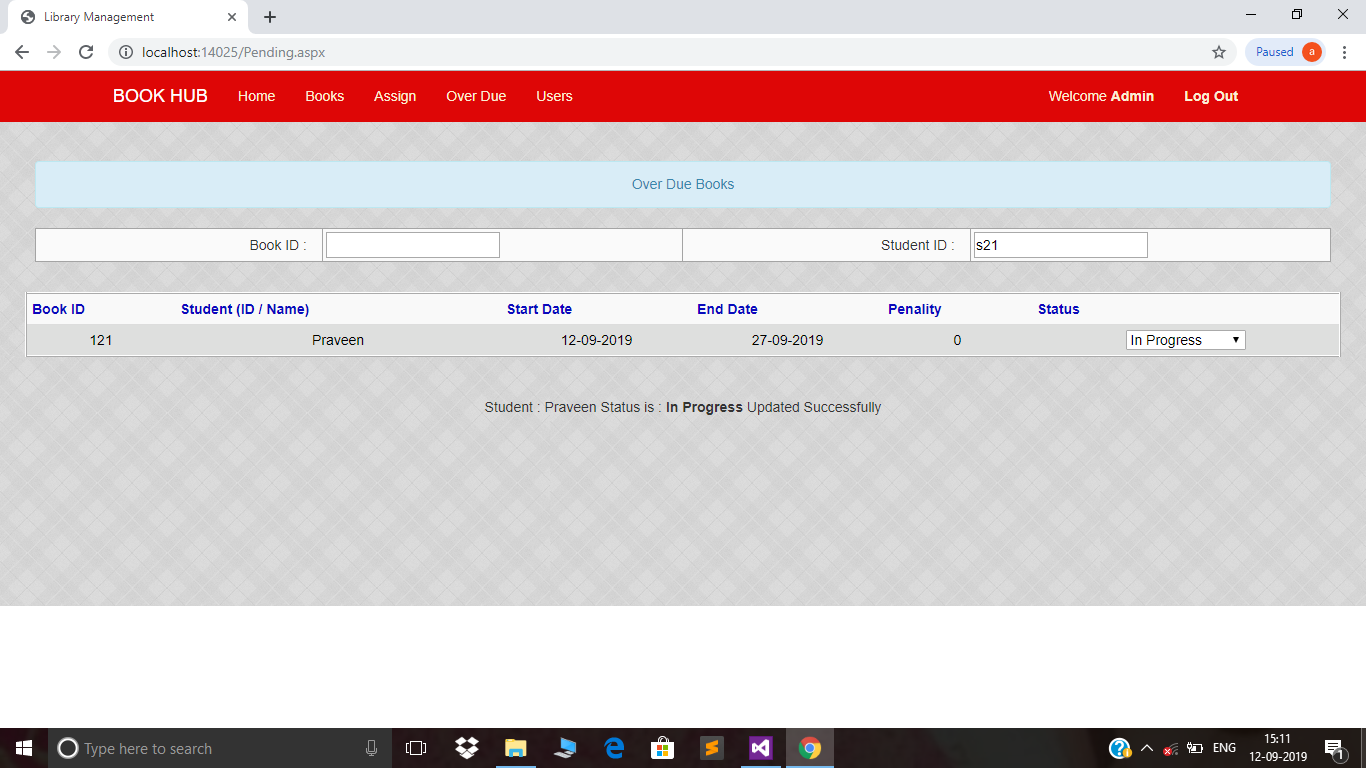 Library Management
localhost:14025/Pending.aspx
Paused a
BOOK HUB Home Books Assign Over Due Users Welcome Admin Log Out
Over Due Books
Book ID : Student ID : s21
Book ID Student (ID / Name) Start Date End Date Penality Status
121 Praveen 12-09-2019 27-09-2019 0 In Progress
Student : Praveen Status is : In Progress Updated Successfully
Type here to search
ENG
15:11
12-09-2019
1